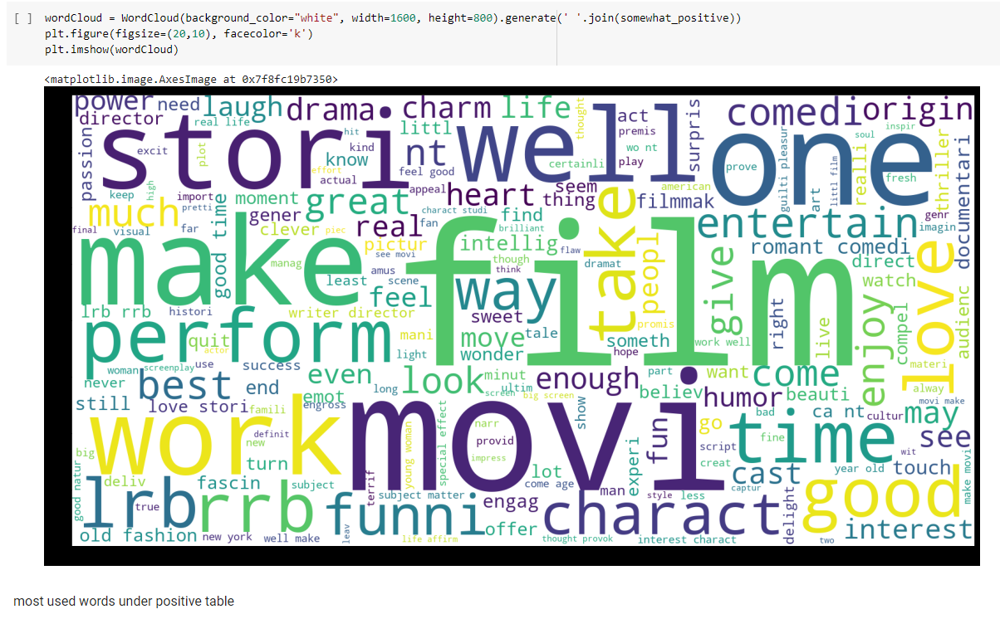 [ ] wordCloud = WordCloud(background_color="white", width=1600, height=800).generate(' '.join(somewhat_positive))
plt.figure(figsize=(20,10), facecolor='k')
plt.imshow(wordCloud)
<matplotlib.image.AxesImage at 0x7f8fc19b7350>
power need laugh drama charm life thought act surpris comedi origin
director real life hit littl premis soul inspir
passion excit plot stori kind nt well wo nt one guilti pleasur littl film realli thriller documentari
know feel good certainli play prove art fresh
effort actual appeal seem american
keep high import moment great heart thing filmmak
much pretti good time gener charact studi find entertain genr
final visual far clever piec real fan brilliant take peopl imagin
make film pictur see movi intellig flaw romant comedi
manag amus though think dramat give direct love
least scene way watch
feel
lrb rrb histori writer director sweet promis right live enjoy compel audienc
perform quit actor mani move tale someth work well
light wonder hope
woman screenplay use success even look minut enough part want come materi
never best end emot long screen ultim big screen believ humor beauti alway
still love stori famili engross show bad ca nt cultur may movi make
work movi young woman special effect narr fun go time see
definit new provid script fine wit
big turn impress experi creat year old touch make movi
good natur deliv fascin subject lot come age cast
lrb rrb true terrif subject matter man style less captur good
funni engag charact delight
offer interest
old fashion new york well make leav life affirm thought provok interest charact two
most used words under positive table